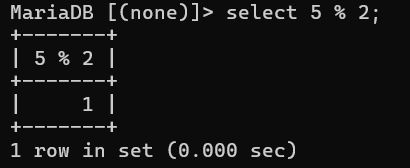 MariaDB [(none)]> select 5 % 2;
+-------+
| 5 % 2 |
+-------+
|     1 |
+-------+
1 row in set (0.000 sec)